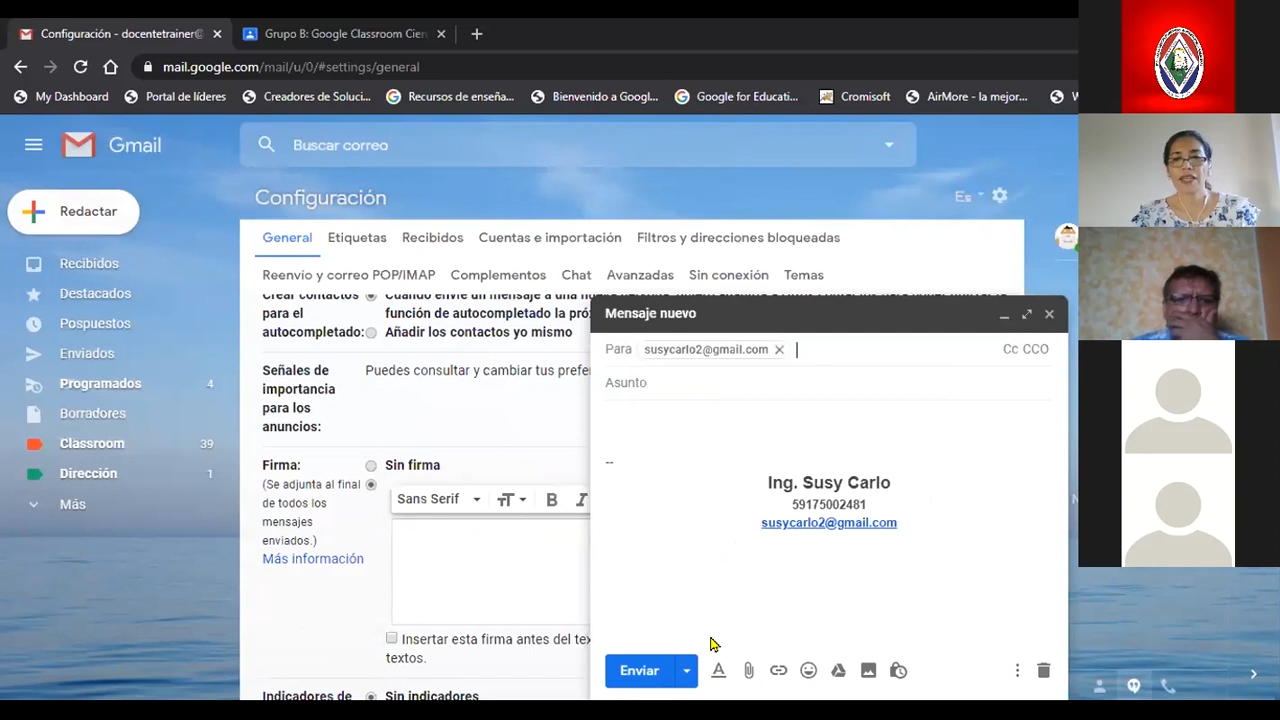 Configuración - docentetrainer@
Grupo B: Google Classroom Cien
mail.google.com/mail/u/0/#settings/general
My Dashboard
Portal de líderes
Creadores de Soluci...
Recursos de enseña...
Bienvenido a Googl...
Google for Educati...
Cromisoft
AirMore - la mejor...
Gmail
Buscar correo
Redactar
Configuración
Es
General
Etiquetas
Recibidos
Cuentas e importación
Filtros y direcciones bloqueadas
Reenvío y correo POP/IMAP
Complementos
Chat
Avanzadas
Sin conexión
Temas
Recibidos
Destacados
Pospuestos
Enviados
Programados 4
Borradores
Classroom 39
Dirección 1
Más
Crear contactos
para el
autocompletado:
función de autocompletado la pró
Añadir los contactos yo mismo
Señales de
importancia
para los
anuncios:
Puedes consultar y cambiar tus prefer
Firma:
(Se adjunta al final
de todos los
mensajes
enviados.)
Más información
Sin firma
Sans Serif
B
I
Insertar esta firma antes del tex
textos.
Indicadores de
Sin indicadores
Mensaje nuevo
Para susycarlo2@gmail.com
Cc CCO
Asunto
--
Ing. Susy Carlo
59175002481
susycarlo2@gmail.com
Enviar